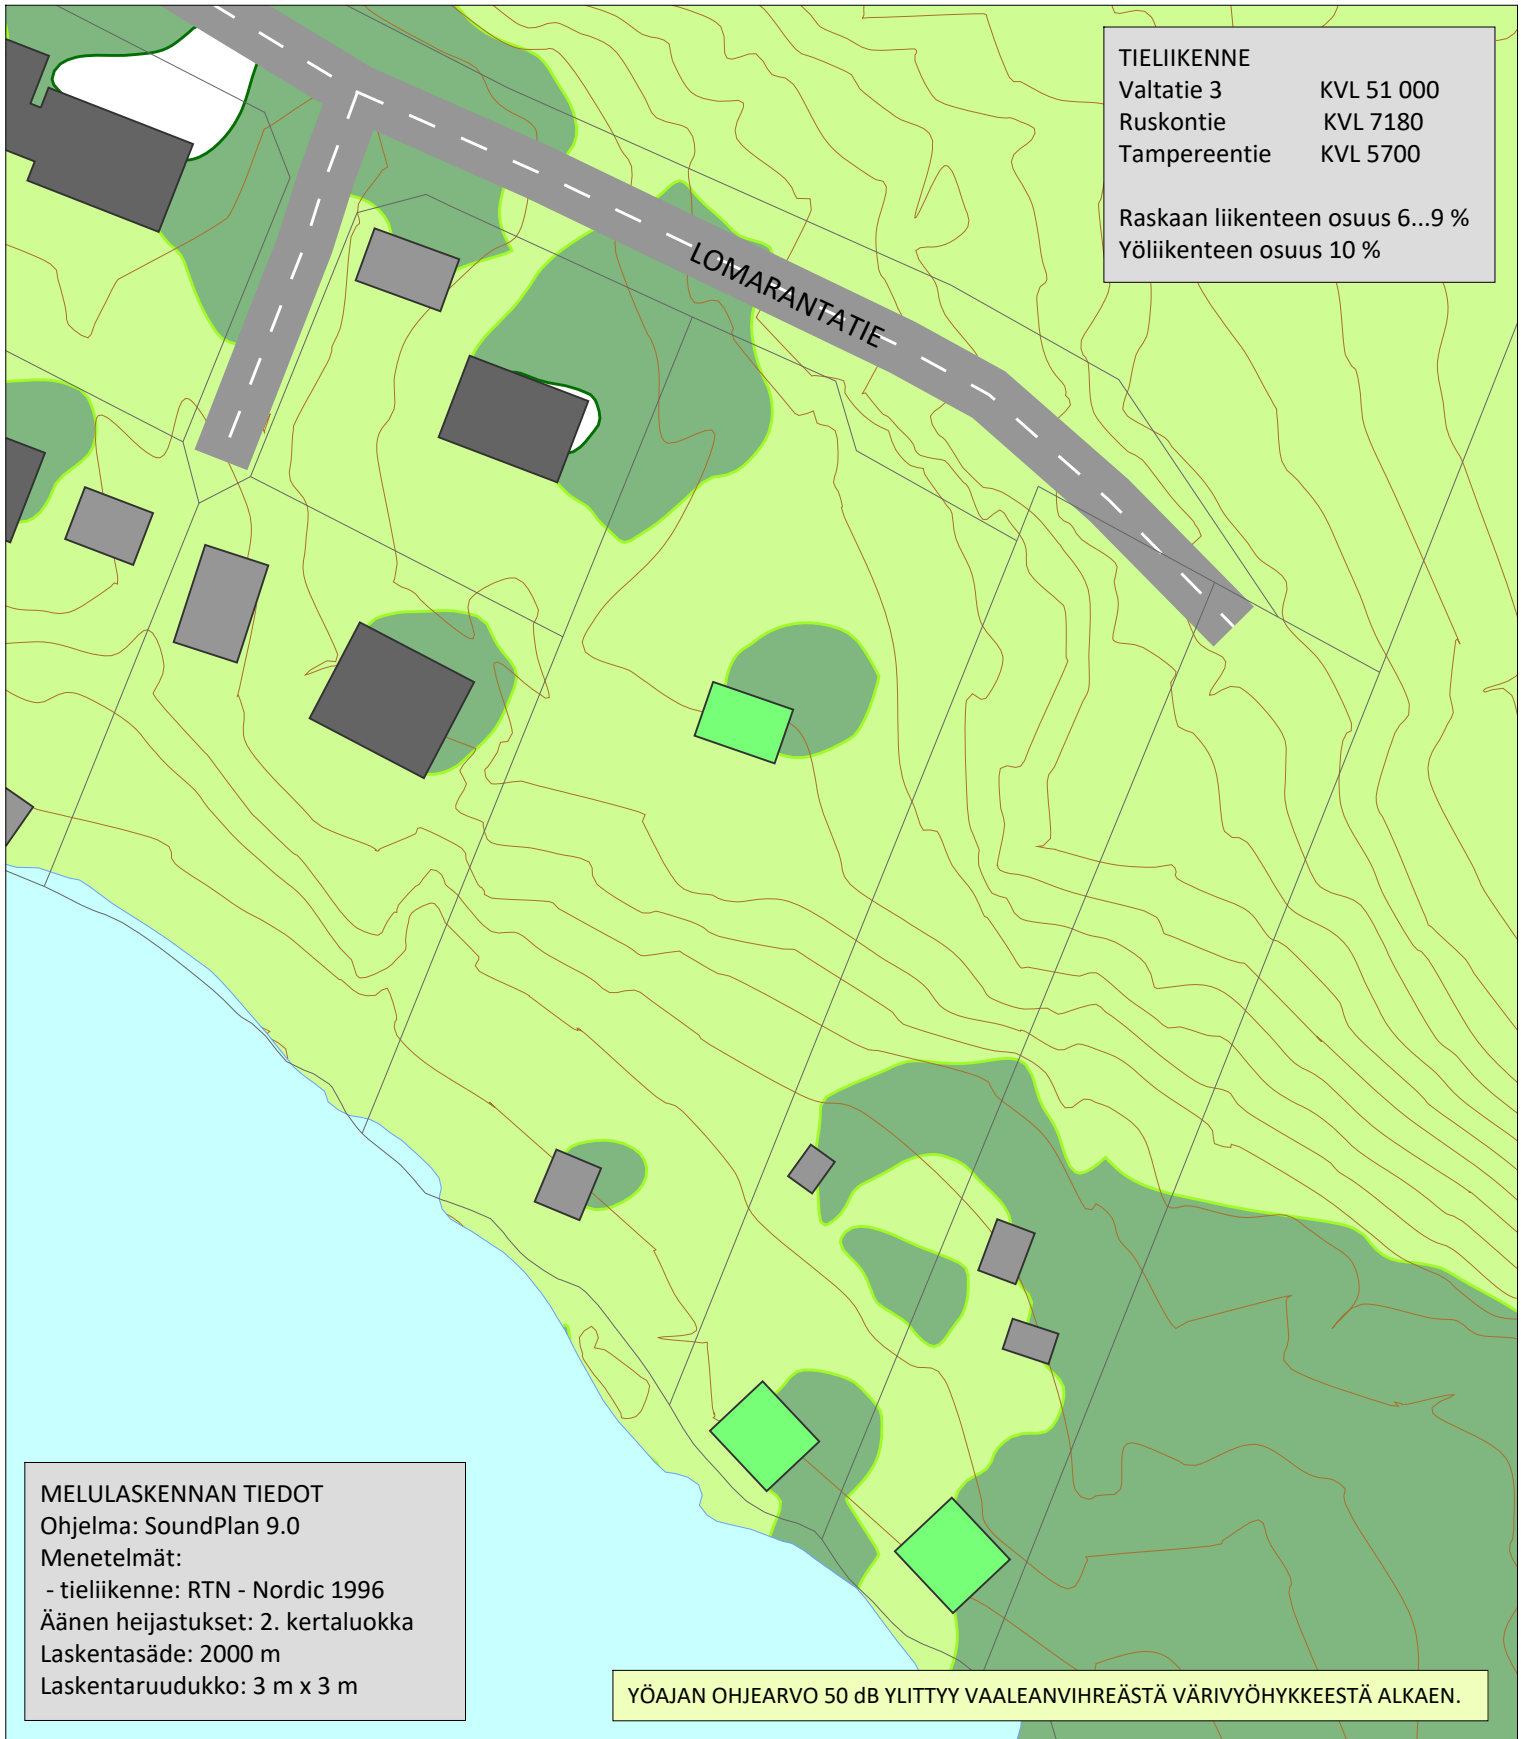 TIELIIKENNE
Valtatie 3 KVL 51 000
Ruskontie KVL 7180
Tampereentie KVL 5700
Raskaan liikenteen osuus 6...9 %
Yöliikenteen osuus 10 %
LOMARANTATIE
MELULASKENNAN TIEDOT
Ohjelma: SoundPlan 9.0
Menetelmät:
- tieliikenne: RTN - Nordic 1996
Äänen heijastukset: 2. kertaluokka
Laskentasäde: 2000 m
Laskentaruudukko: 3 m x 3 m
YÖAJAN OHJEARVO 50 dB YLITTYY VAALEANVIHREÄSTÄ VÄRIVYÖHYKKEESTÄ ALKAEN.